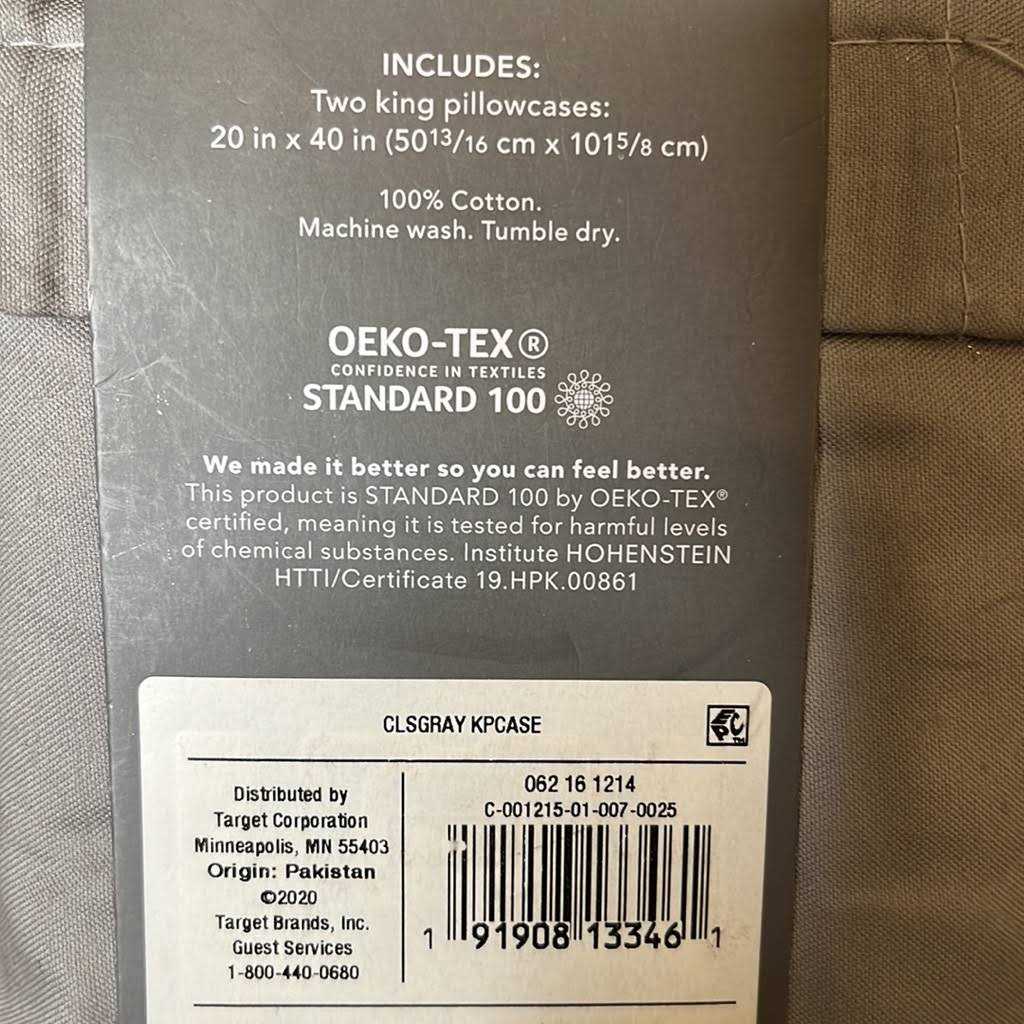 INCLUDES:
Two king pillowcases:
20 in x 40 in (50 13/16 cm x 101 5/8 cm)
100% Cotton.
Machine wash. Tumble dry.
OEKO-TEX®
CONFIDENCE IN TEXTILES
STANDARD 100
We made it better so you can feel better.
This product is STANDARD 100 by OEKO-TEX®
certified, meaning it is tested for harmful levels
of chemical substances. Institute HOHENSTEIN
HTTI/Certificate 19.HPK.00861
CLSGRAY KPCASE
EPC™
Distributed by
Target Corporation
Minneapolis, MN 55403
Origin: Pakistan
©2020
Target Brands, Inc.
Guest Services
1-800-440-0680
062 16 1214
C-001215-01-007-0025
1 91908 13346 1